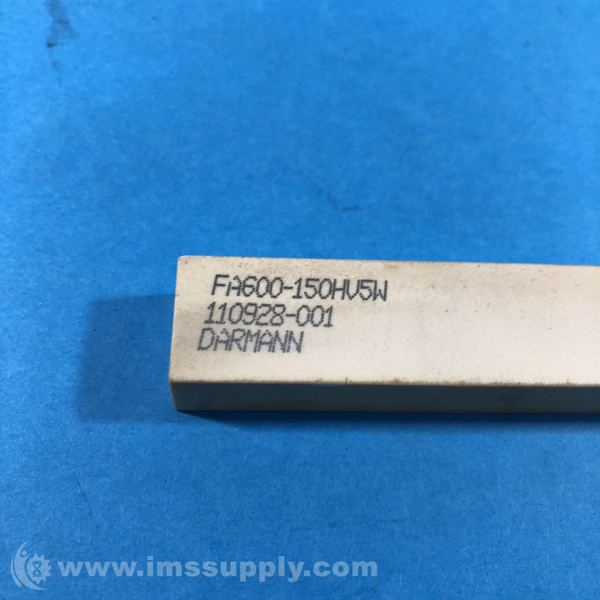 FA600-150HV5W
110928-001
DARMANN
www.imssupply.com